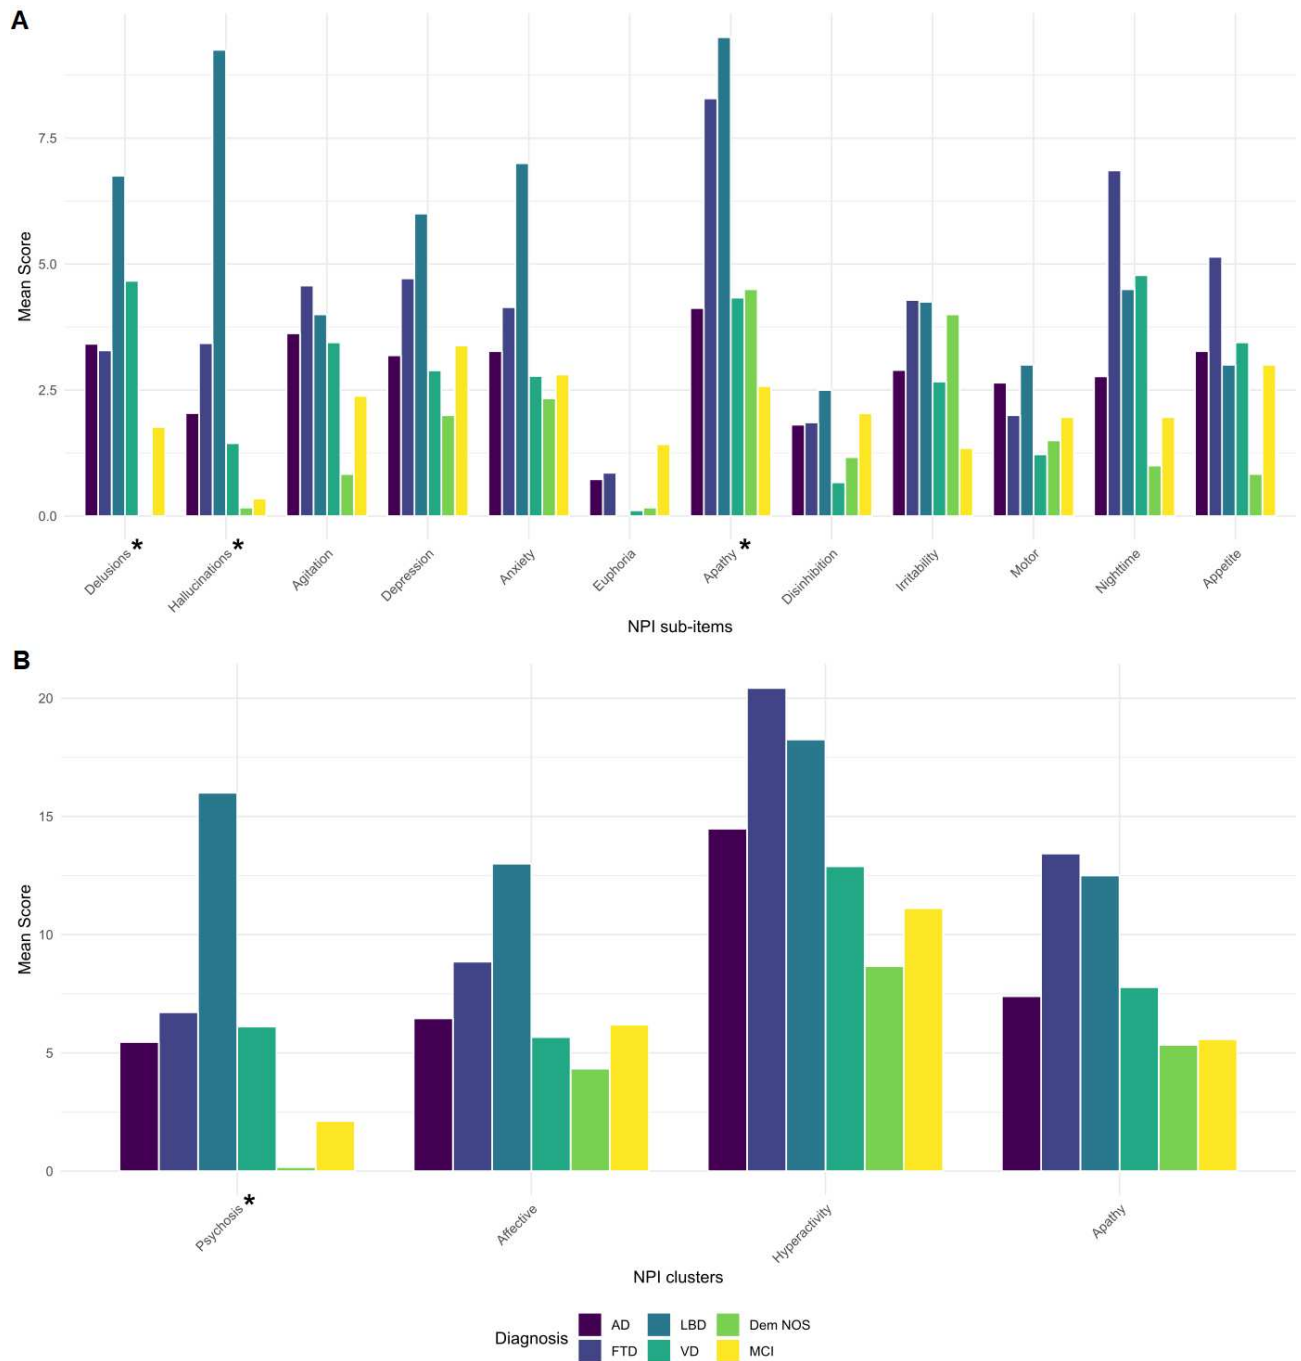 A
7.5
5.0
2.5
0.0
Mean Score
Delusions *
Hallucinations *
Agitation
Depression
Anxiety
Euphoria
Apathy *
Disinhibition
Irritability
Motor
Nighttime
Appetite
NPI sub-items
B
20
15
10
5
0
Mean Score
Psychosis *
Affective
Hyperactivity
Apathy
NPI clusters
Diagnosis
AD LBD Dem NOS
FTD VD MCI